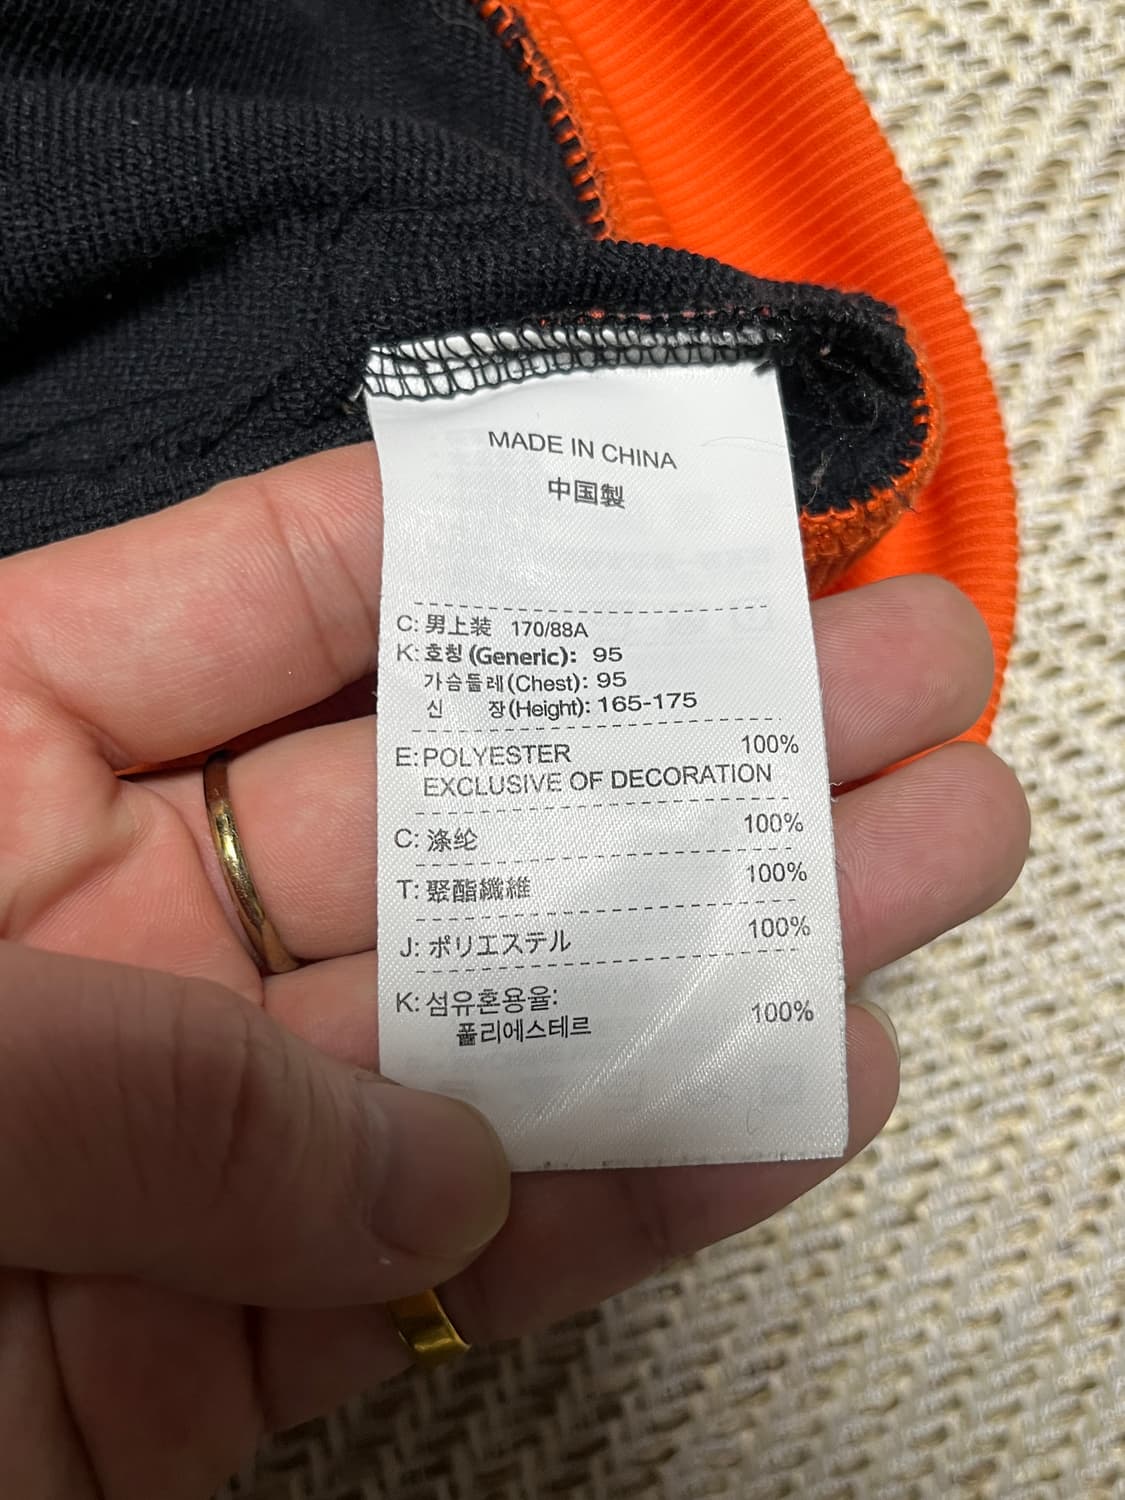 MADE IN CHINA
中国製
C: 男上装 170/88A
K: 호칭 (Generic): 95
가슴둘레(Chest): 95
신 장(Height): 165-175
E: POLYESTER 100%
EXCLUSIVE OF DECORATION
C: 涤纶 100%
T: 聚酯纖維 100%
J: ポリエステル 100%
K: 섬유혼용율:
폴리에스테르 100%